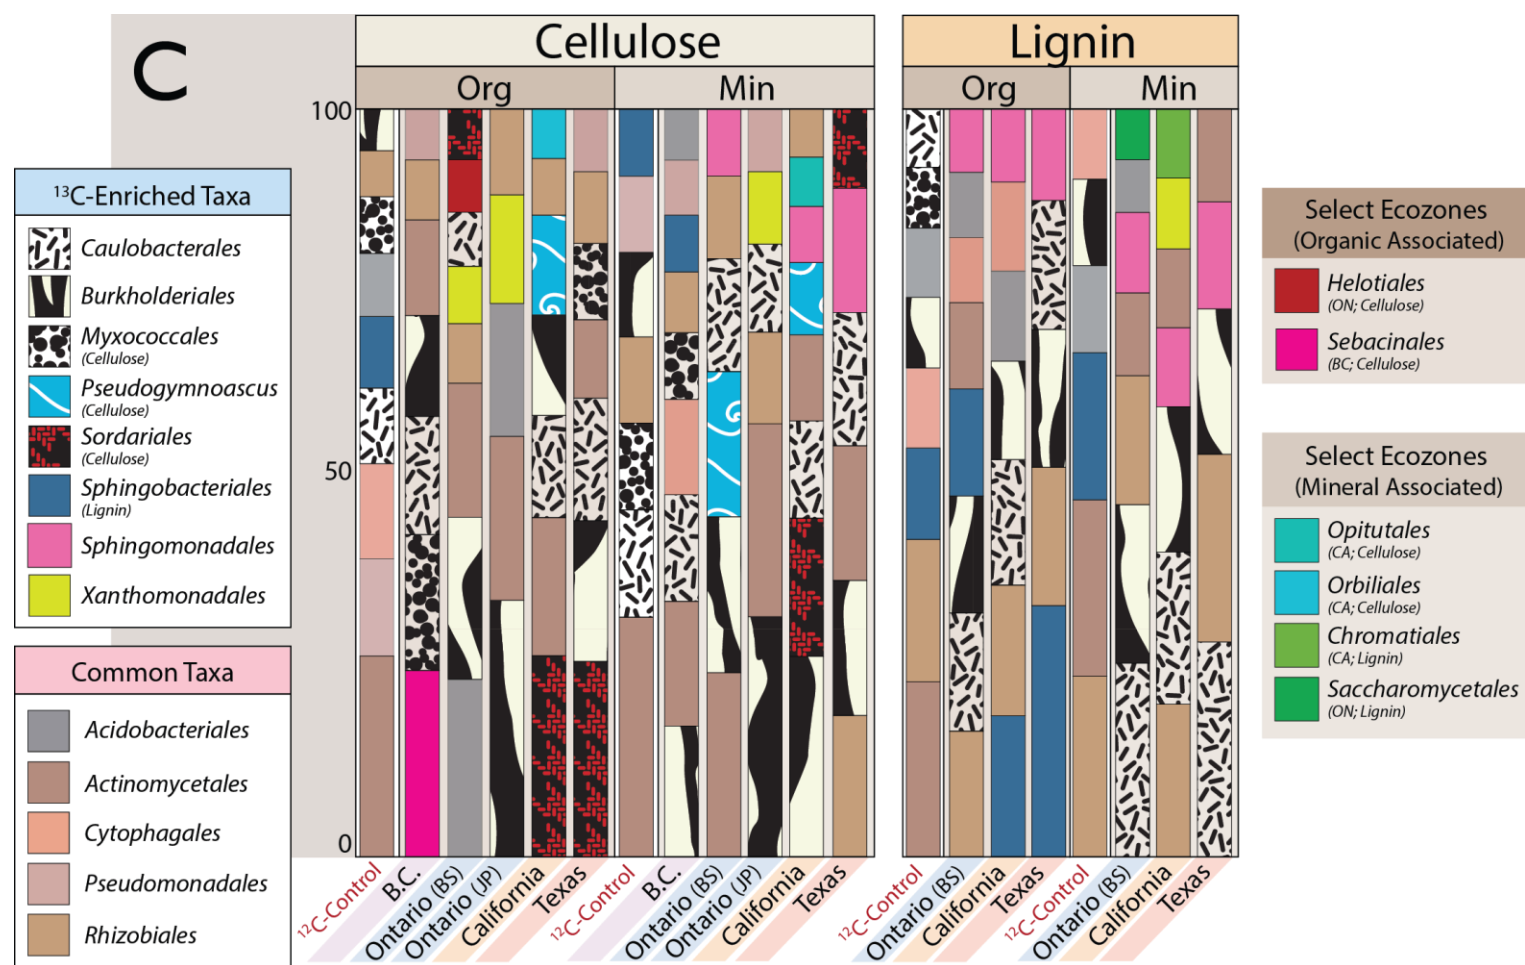 C
Cellulose
Lignin
Org
Min
Org
Min
100
50
0
¹³C-Enriched Taxa
Caulobacterales
Burkholderiales
Myxococcales
(Cellulose)
Pseudogymnoascus
(Cellulose)
Sordariales
(Cellulose)
Sphingobacteriales
(Lignin)
Sphingomonadales
Xanthomonadales
Common Taxa
Acidobacteriales
Actinomycetales
Cytophagales
Pseudomonadales
Rhizobiales
¹²C-Control
B.C.
Ontario (BS)
Ontario (JP)
California
Texas
¹²C-Control
B.C.
Ontario (BS)
Ontario (JP)
California
Texas
¹²C-Control
Ontario (BS)
California
Texas
¹²C-Control
Ontario (BS)
California
Texas
Select Ecozones
(Organic Associated)
Helotiales
(ON; Cellulose)
Sebacinales
(BC; Cellulose)
Select Ecozones
(Mineral Associated)
Opitutales
(CA; Cellulose)
Orbiliales
(CA; Cellulose)
Chromatiales
(CA; Lignin)
Saccharomycetales
(ON; Lignin)